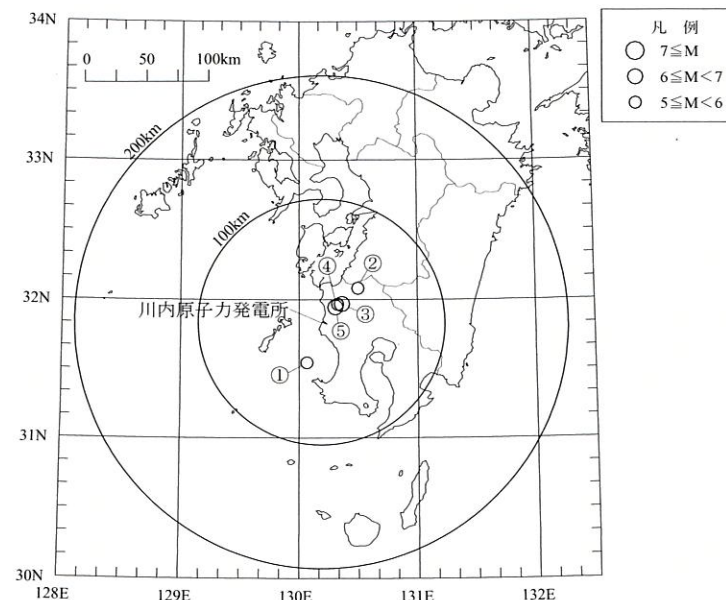 34N
33N
32N
31N
30N
128E
129E
130E
131E
132E
0 50 100km
200km
100km
④
②
川内原子力発電所
③
⑤
①
凡 例
7≦M
6≦M<7
5≦M<6